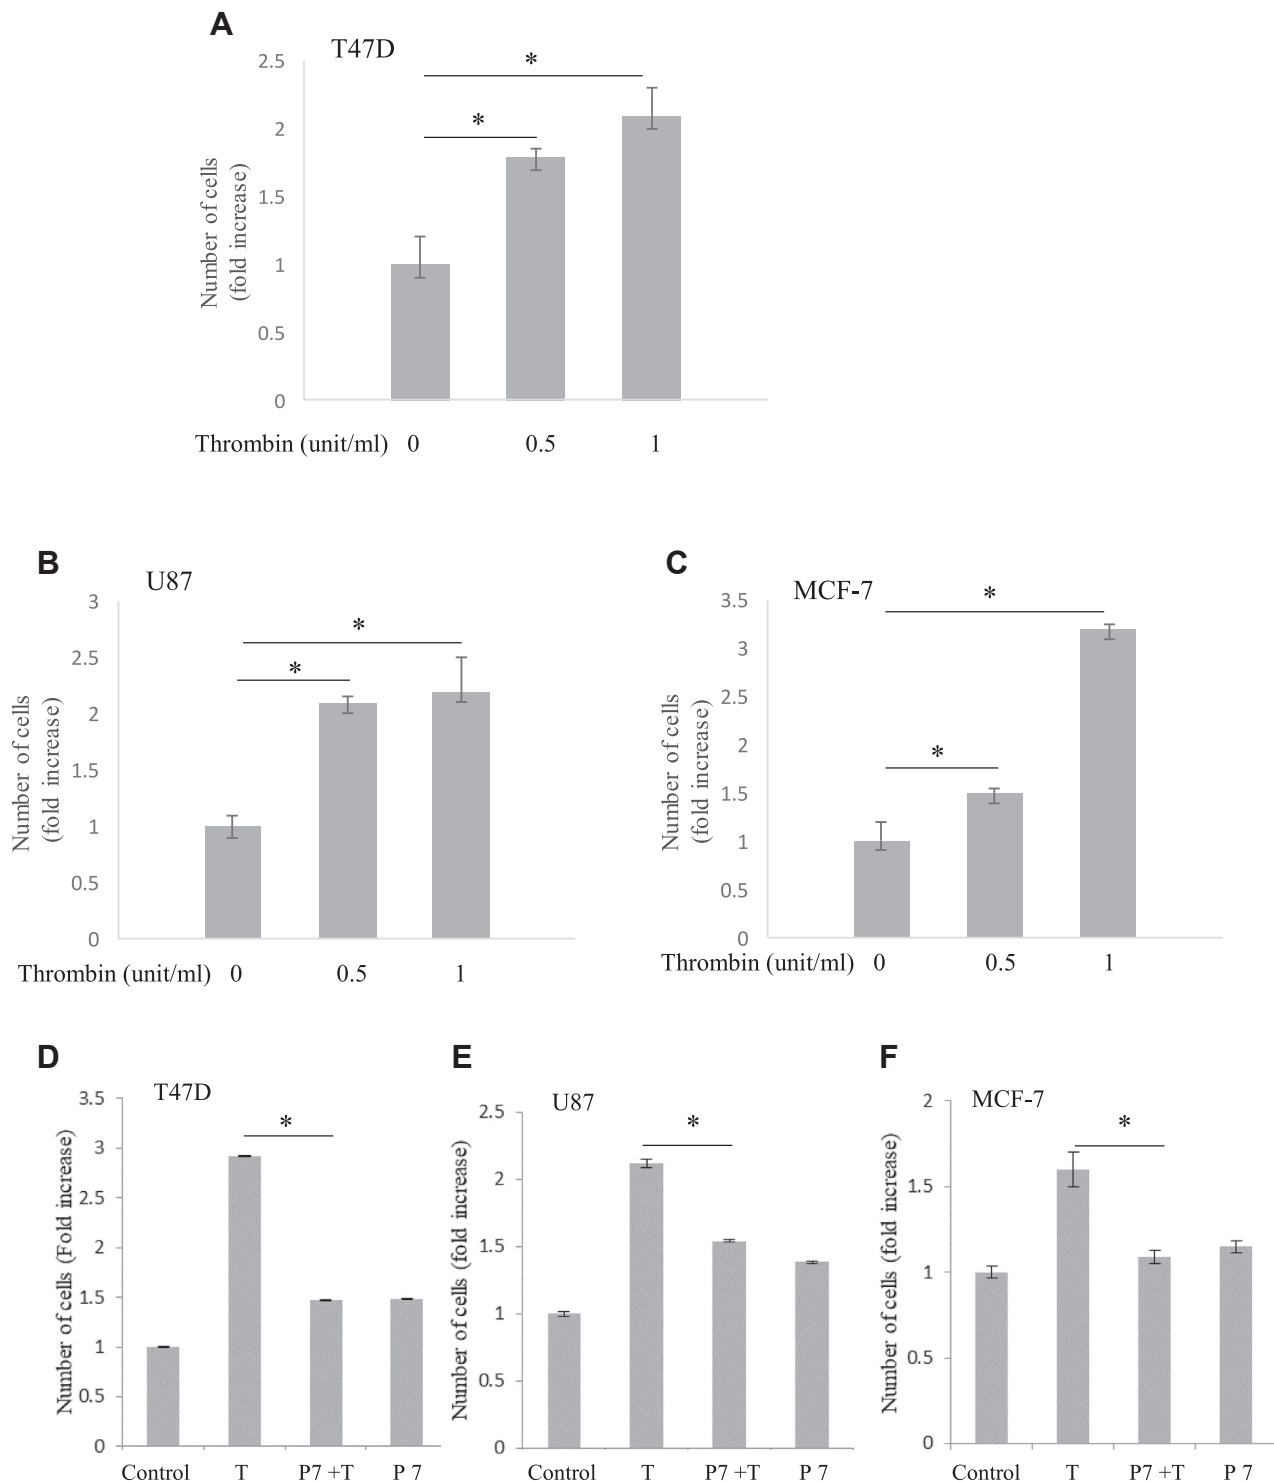 A
T47D
*
*
2.5
2
1.5
1
0.5
0
Number of cells
(fold increase)
Thrombin (unit/ml) 0 0.5 1
B
U87
*
*
3
2.5
2
1.5
1
0.5
0
Number of cells
(fold increase)
Thrombin (unit/ml) 0 0.5 1
C
MCF-7
*
*
3.5
3
2.5
2
1.5
1
0.5
0
Number of cells
(fold increase)
Thrombin (unit/ml) 0 0.5 1
D
T47D
*
3.5
3
2.5
2
1.5
1
0.5
0
Number of cells (Fold increase)
Control T P7 +T P 7
E
U87
*
2.5
2
1.5
1
0.5
0
Number of cells (fold increase)
Control T P7 +T P 7
F
MCF-7
*
2
1.5
1
0.5
0
Number of cells (fold increase)
Control T P7 +T P 7